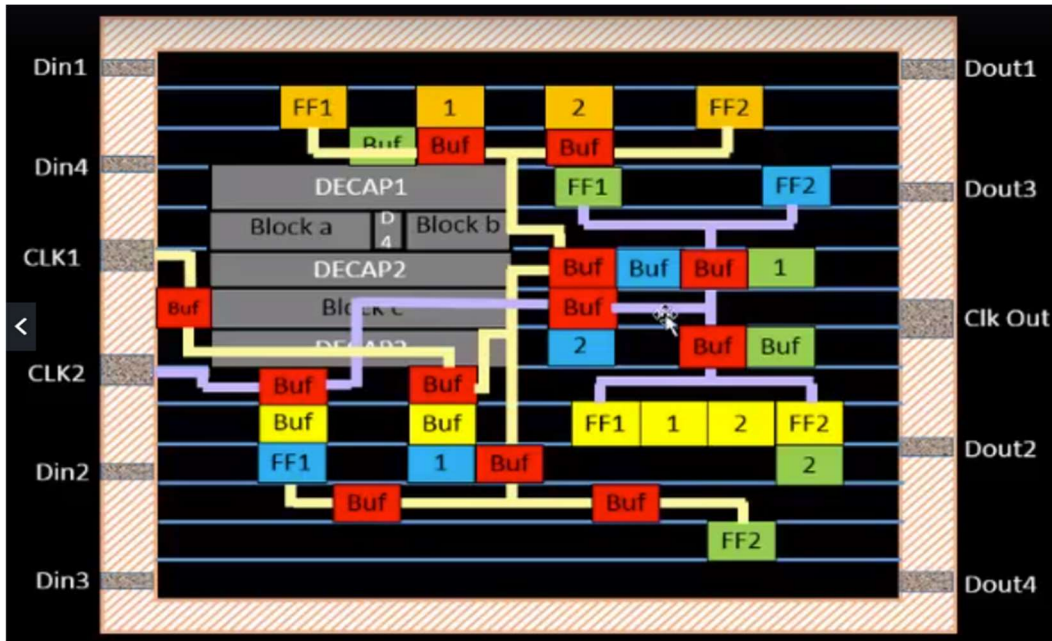 Din1
Dout1
FF1 1 2 FF2
Buf Buf Buf
Din4
DECAP1
FF1 FF2
Dout3
Block a D4 Block b
CLK1
DECAP2
Buf Buf Buf 1
Buf
Block c
Buf
Clk Out
2 Buf Buf
CLK2
Buf Buf
Buf Buf
FF1 1 2 FF2
Dout2
Din2
FF1 1 Buf
2
Buf Buf
FF2
Din3
Dout4